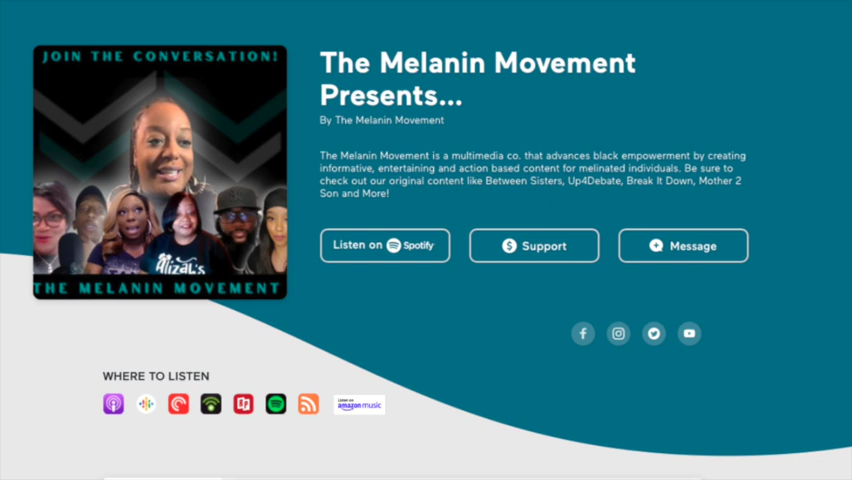 JOIN THE CONVERSATION!
THE MELANIN MOVEMENT
The Melanin Movement
Presents...
By The Melanin Movement
The Melanin Movement is a multimedia co. that advances black empowerment by creating
informative, entertaining and action based content for melinated individuals. Be sure to
check out our original content like Between Sisters, Up4Debate, Break It Down, Mother 2
Son and More!
Listen on Spotify
Support
Message
WHERE TO LISTEN
LISTEN ON
amazon music